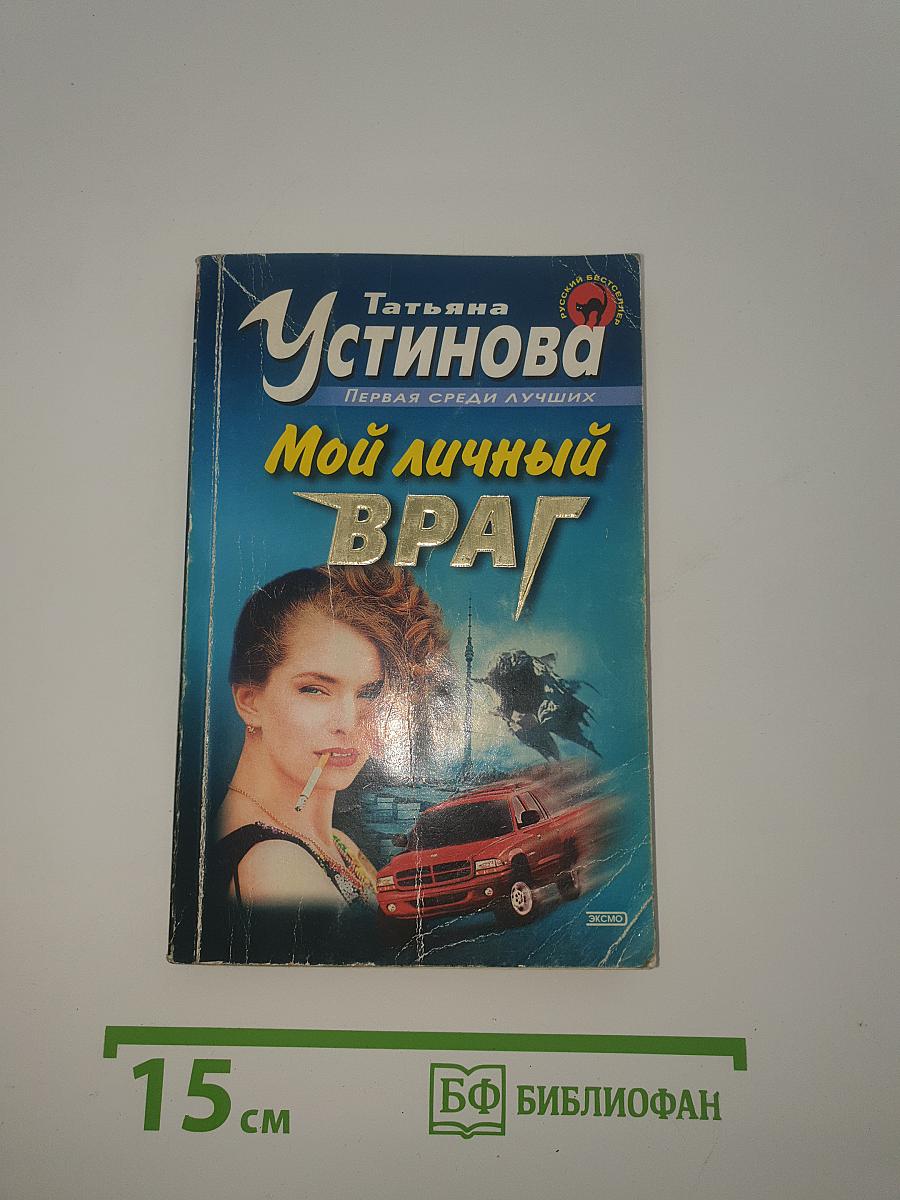 РУССКИЙ БЕСТСЕЛЛЕР
Татьяна
Устинова
Первая среди лучших
Мой личный
ВРАГ
ЭКСМО
15 см
БФ БИБЛИОФАН